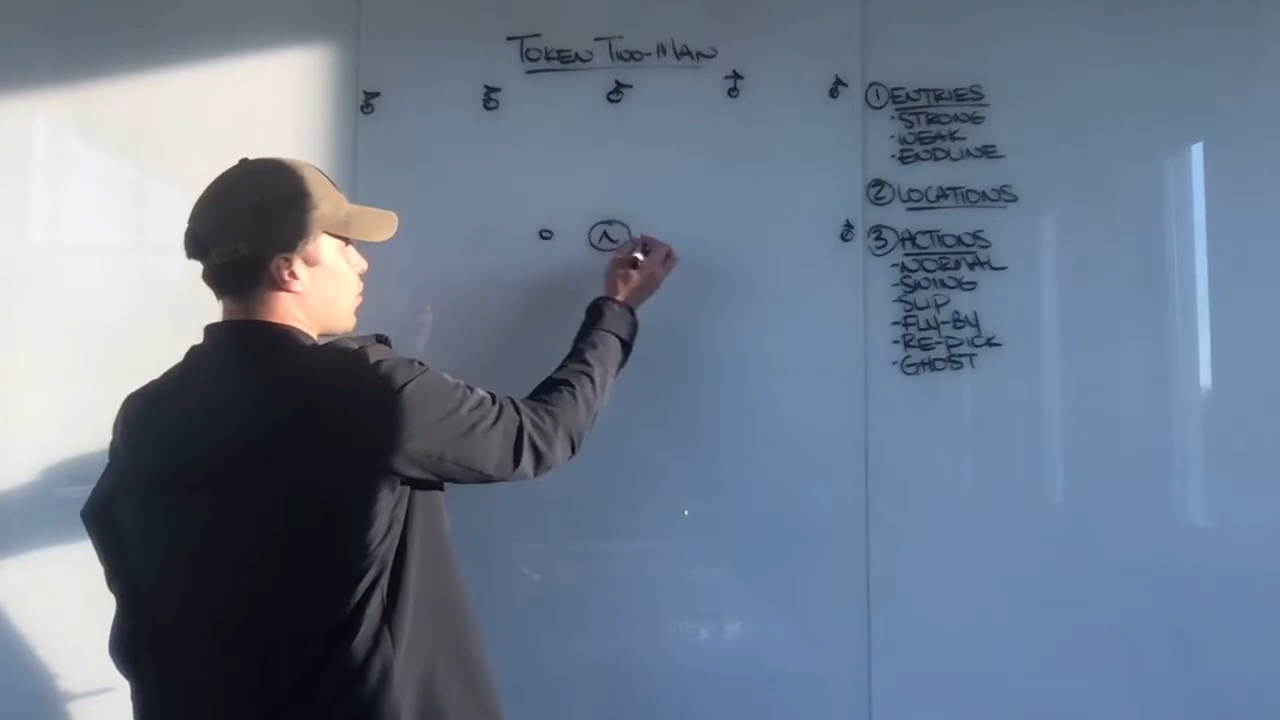 TOKEN TWO-MAN
① ENTRIES
·STRONG
·WEAK
·ENDLINE
② LOCATIONS
③ ACTIONS
-NORMAL
-SWING
-SLIP
-FLY-BY
-RE-PICK
·GHOST